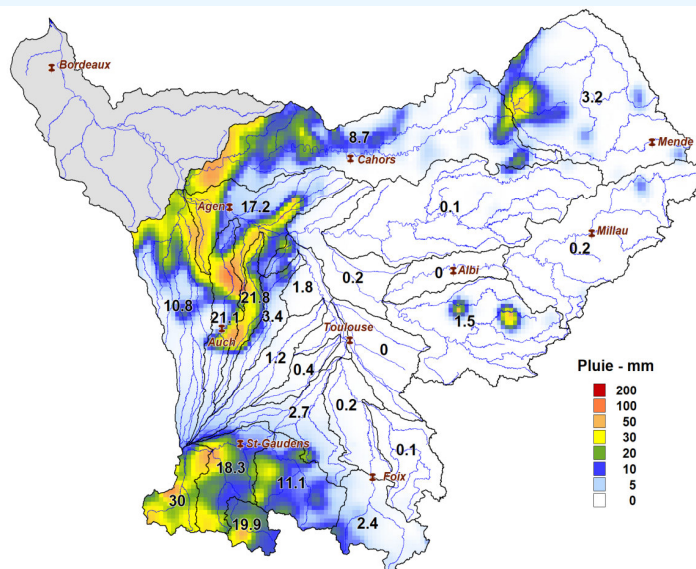 Bordeaux
3.2
8.7
Mende
Cahors
Agen
17.2
0.1
Millau
0.2
0.2
0
Albi
1.8
10.8
21.8
21.1
3.4
1.5
Toulouse
Auch
0
1.2
0.4
Pluie - mm
200
100
50
30
20
10
5
0
2.7
0.2
St-Gaudens
0.1
18.3
11.1
Foix
30
19.9
2.4